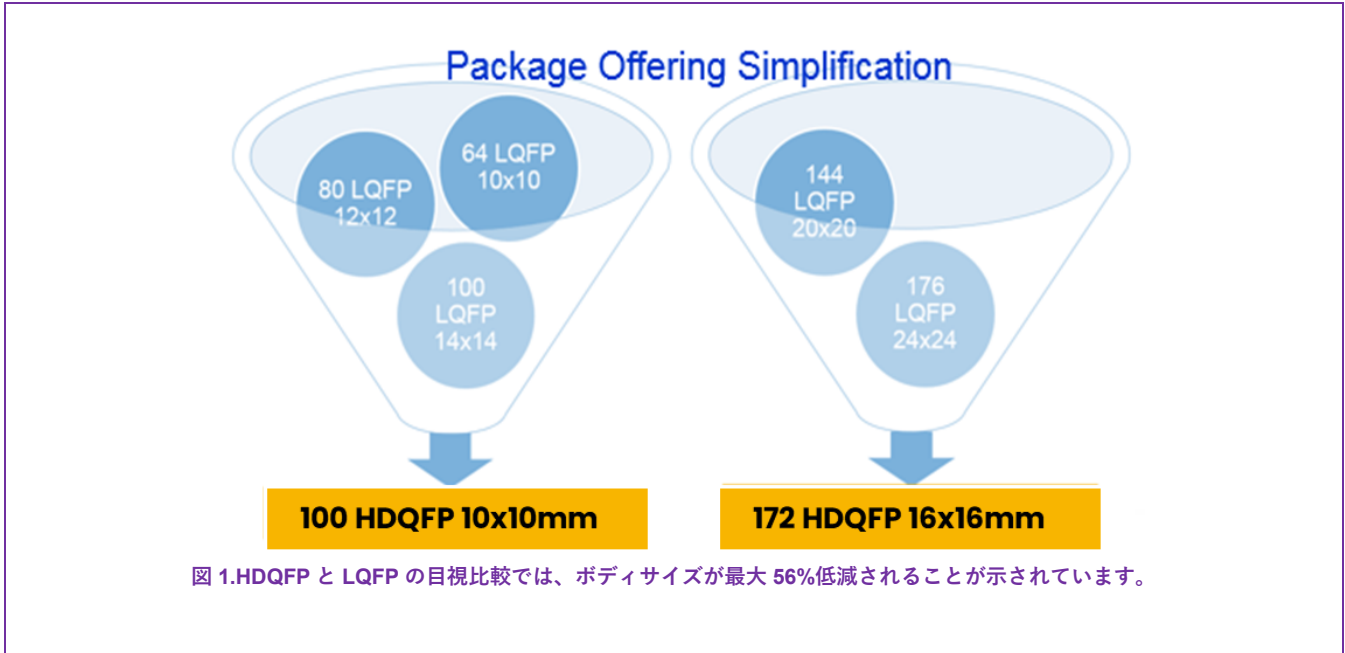 Package Offering Simplification
64 LQFP
10x10
80 LQFP
12x12
100
LQFP
14x14
144
LQFP
20x20
176
LQFP
24x24
100 HDQFP 10x10mm
172 HDQFP 16x16mm
図 1.HDQFP と LQFP の目視比較では、ボディサイズが最大 56%低減されることが示されています。